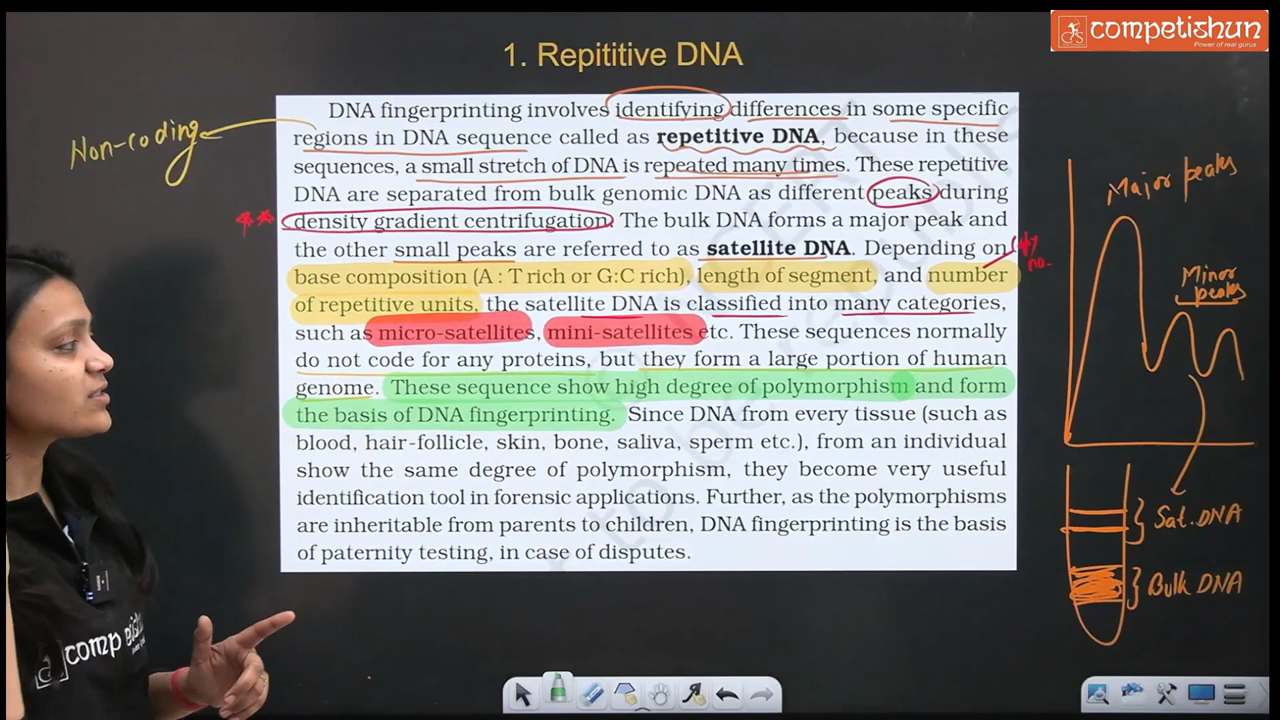 competishun
Power of real gurus
1. Repititive DNA
DNA fingerprinting involves identifying differences in some specific
regions in DNA sequence called as repetitive DNA, because in these
sequences, a small stretch of DNA is repeated many times. These repetitive
DNA are separated from bulk genomic DNA as different peaks during
density gradient centrifugation. The bulk DNA forms a major peak and
the other small peaks are referred to as satellite DNA. Depending on
base composition (A : T rich or G:C rich), length of segment, and number
of repetitive units, the satellite DNA is classified into many categories,
such as micro-satellites, mini-satellites etc. These sequences normally
do not code for any proteins, but they form a large portion of human
genome. These sequence show high degree of polymorphism and form
the basis of DNA fingerprinting. Since DNA from every tissue (such as
blood, hair-follicle, skin, bone, saliva, sperm etc.), from an individual
show the same degree of polymorphism, they become very useful
identification tool in forensic applications. Further, as the polymorphisms
are inheritable from parents to children, DNA fingerprinting is the basis
of paternity testing, in case of disputes.
Non-coding
no.
Major peaks
Minor
peaks
Sat. DNA
Bulk DNA